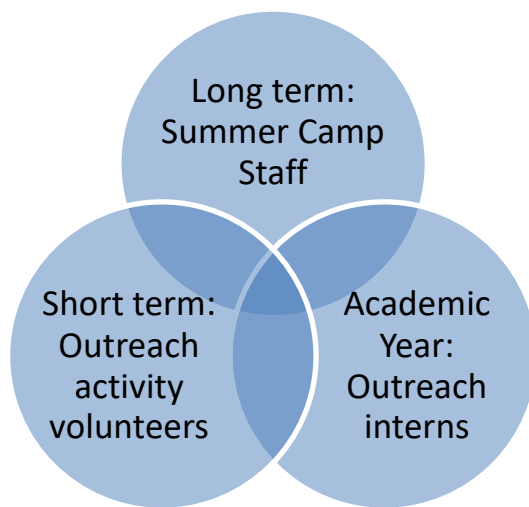 Long term:
Summer Camp
Staff
Short term:
Outreach
activity
volunteers
Academic
Year:
Outreach
interns